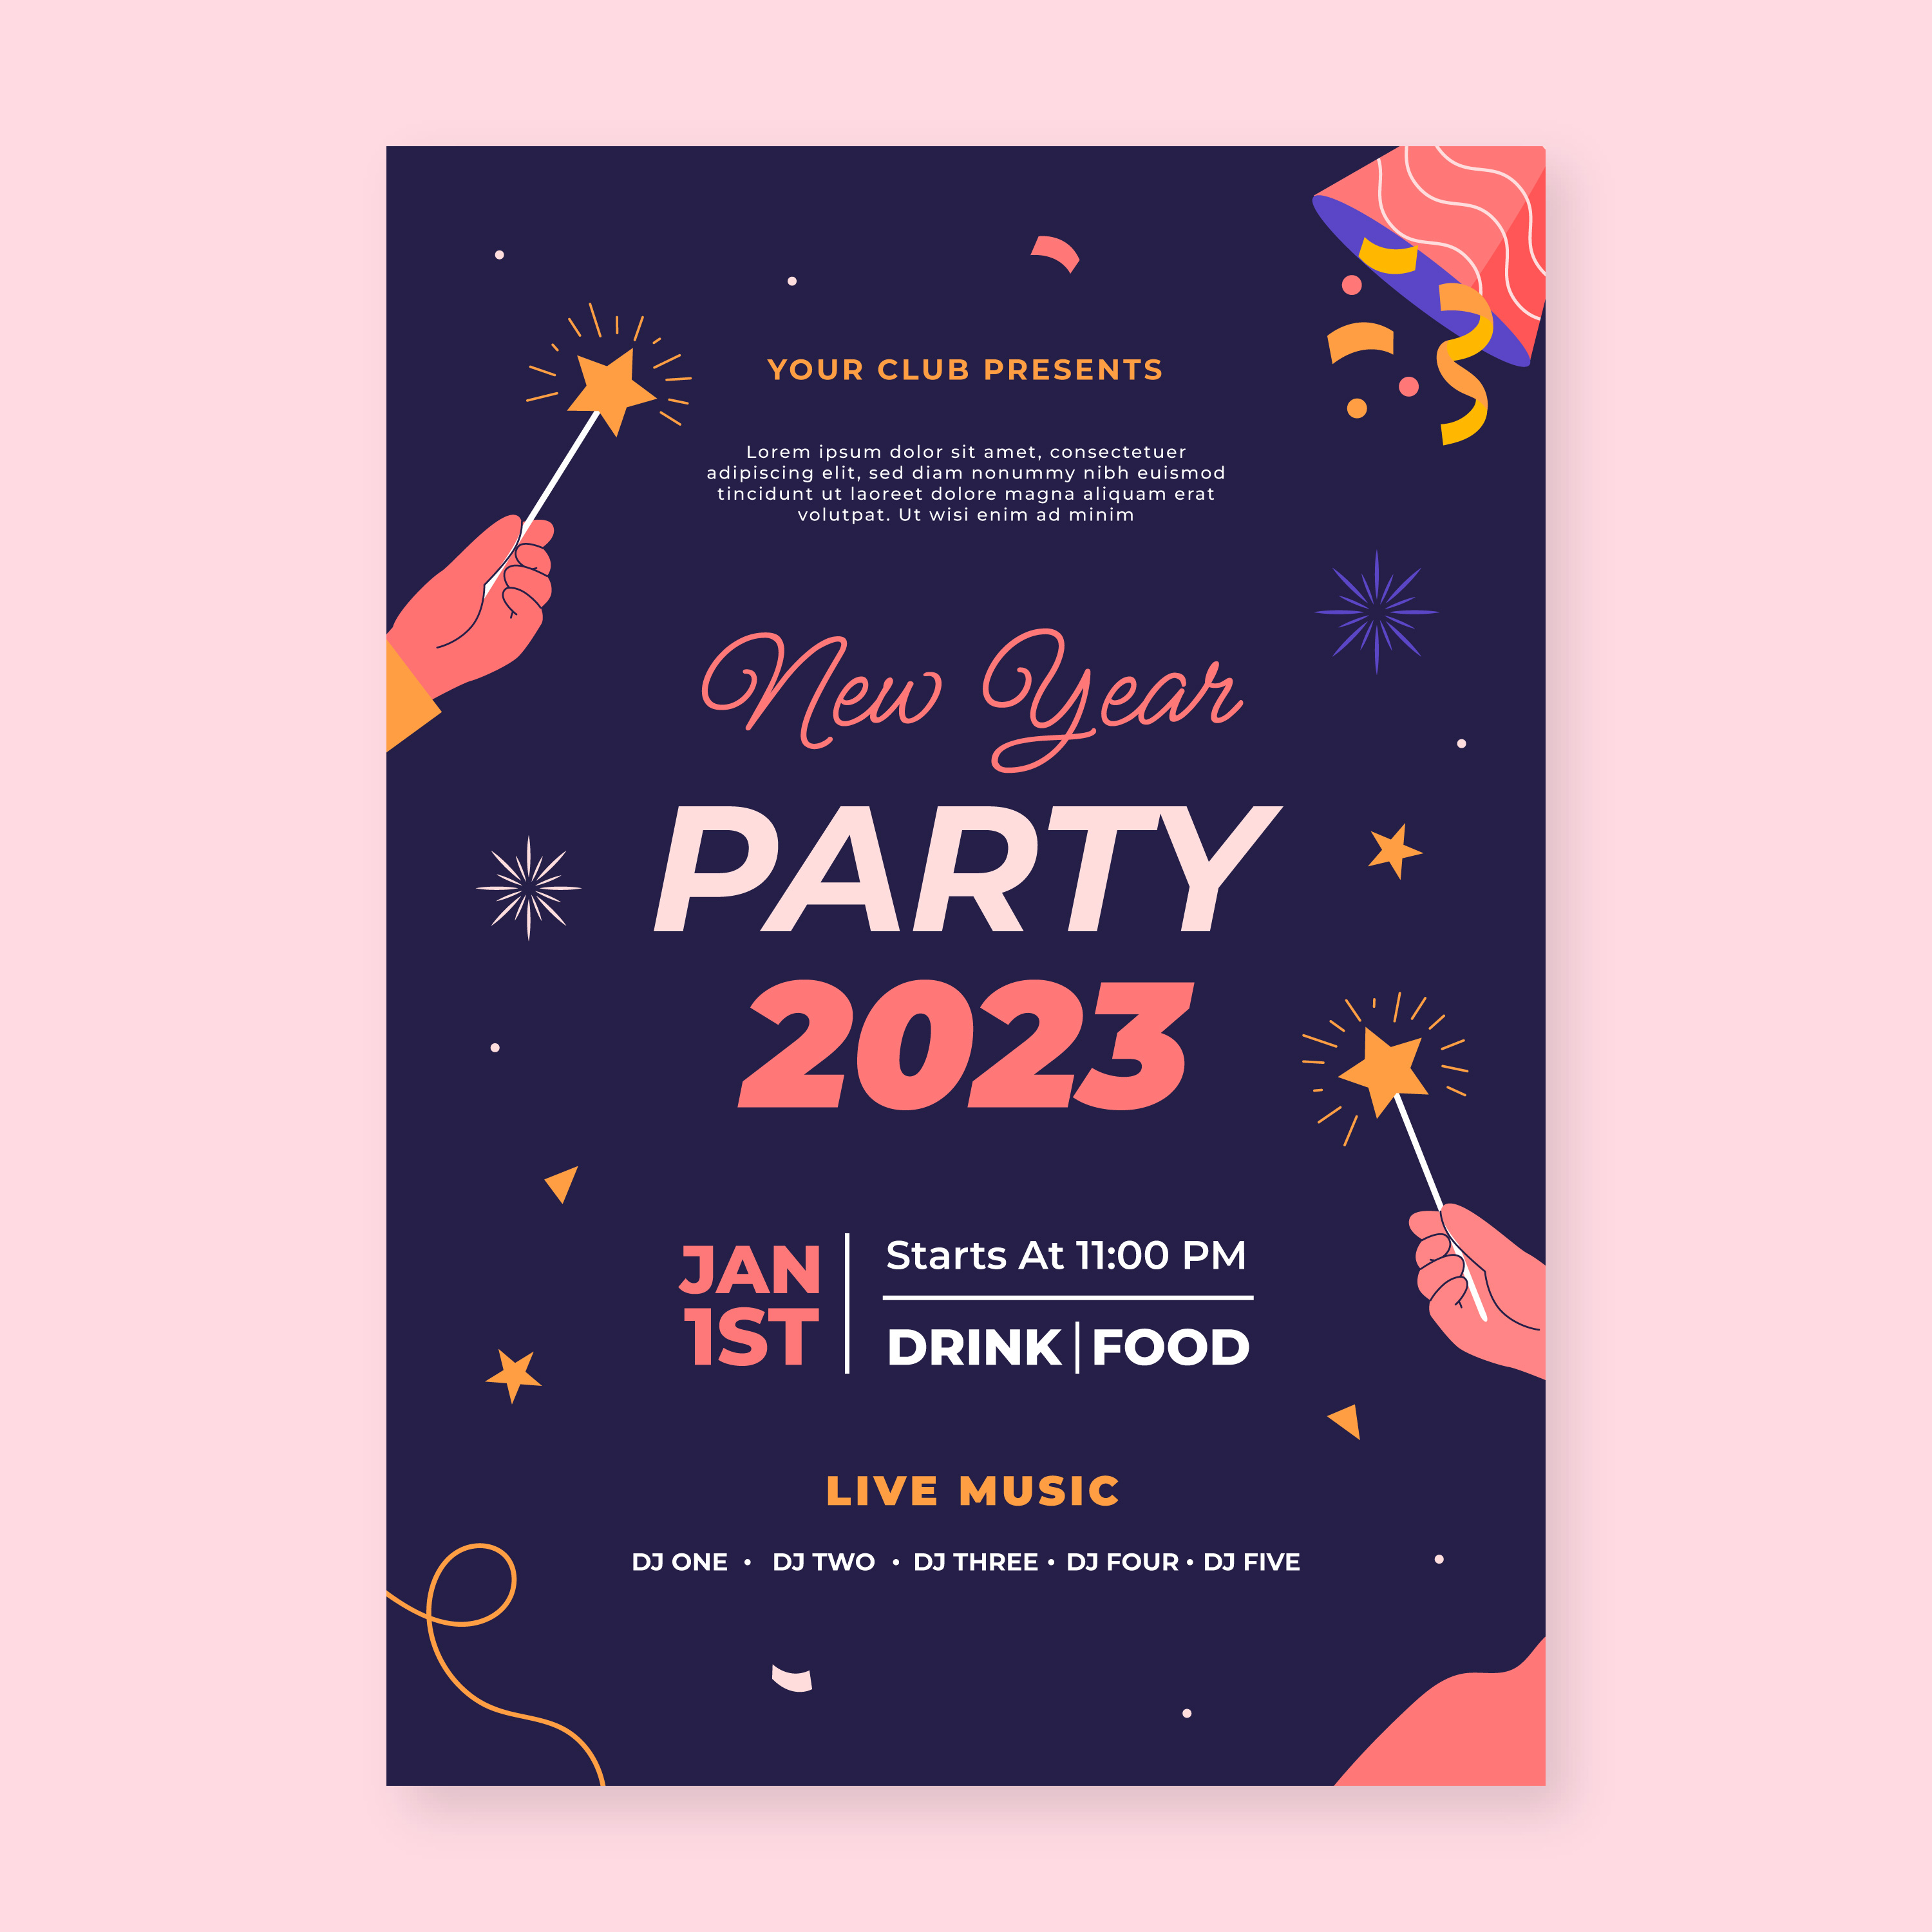 YOUR CLUB PRESENTS
Lorem ipsum dolor sit amet, consectetuer
adipiscing elit, sed diam nonummy nibh euismod
tincidunt ut laoreet dolore magna aliquam erat
volutpat. Ut wisi enim ad minim
New Year
PARTY
2023
JAN
1ST
Starts At 11:00 PM
DRINK|FOOD
LIVE MUSIC
DJ ONE • DJ TWO • DJ THREE • DJ FOUR • DJ FIVE